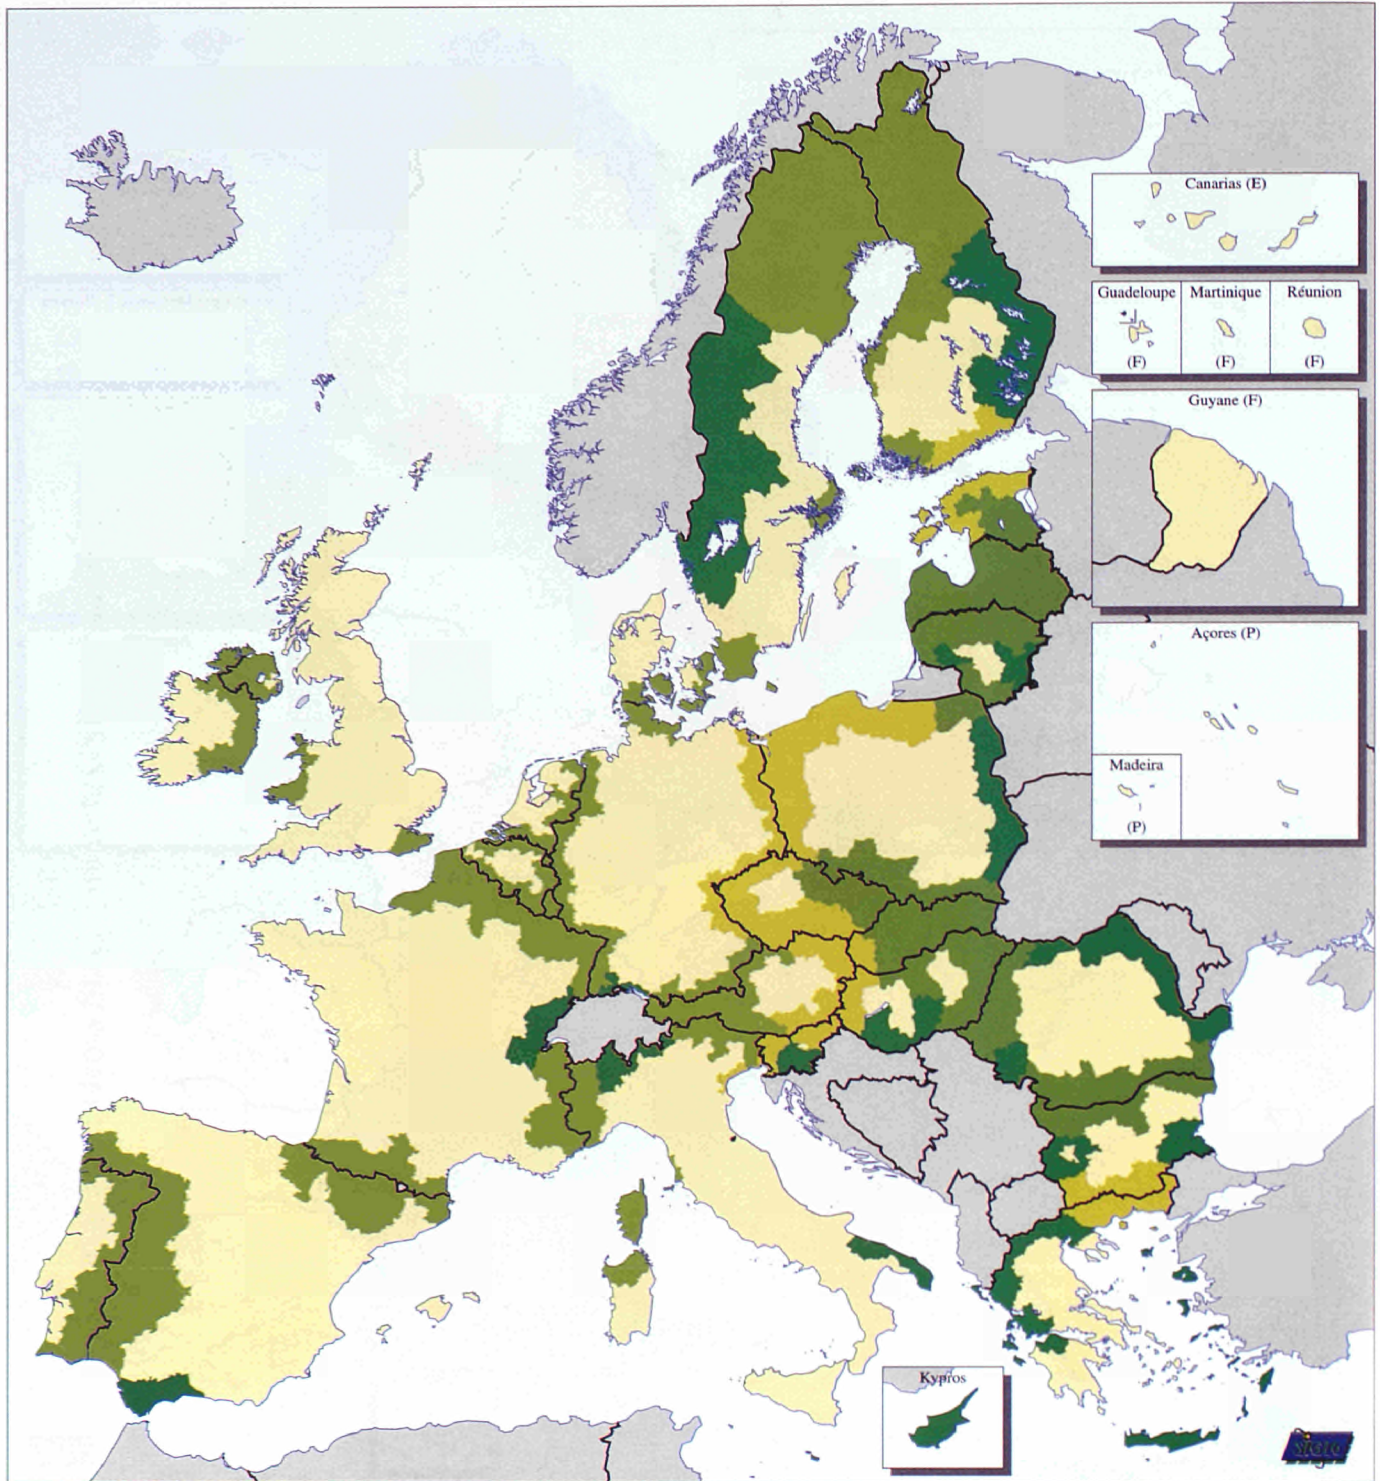 Canarias (E)
Guadeloupe
Martinique
Réunion
(F)
(F)
(F)
Guyane (F)
Açores (P)
Madeira
(P)
Kypros